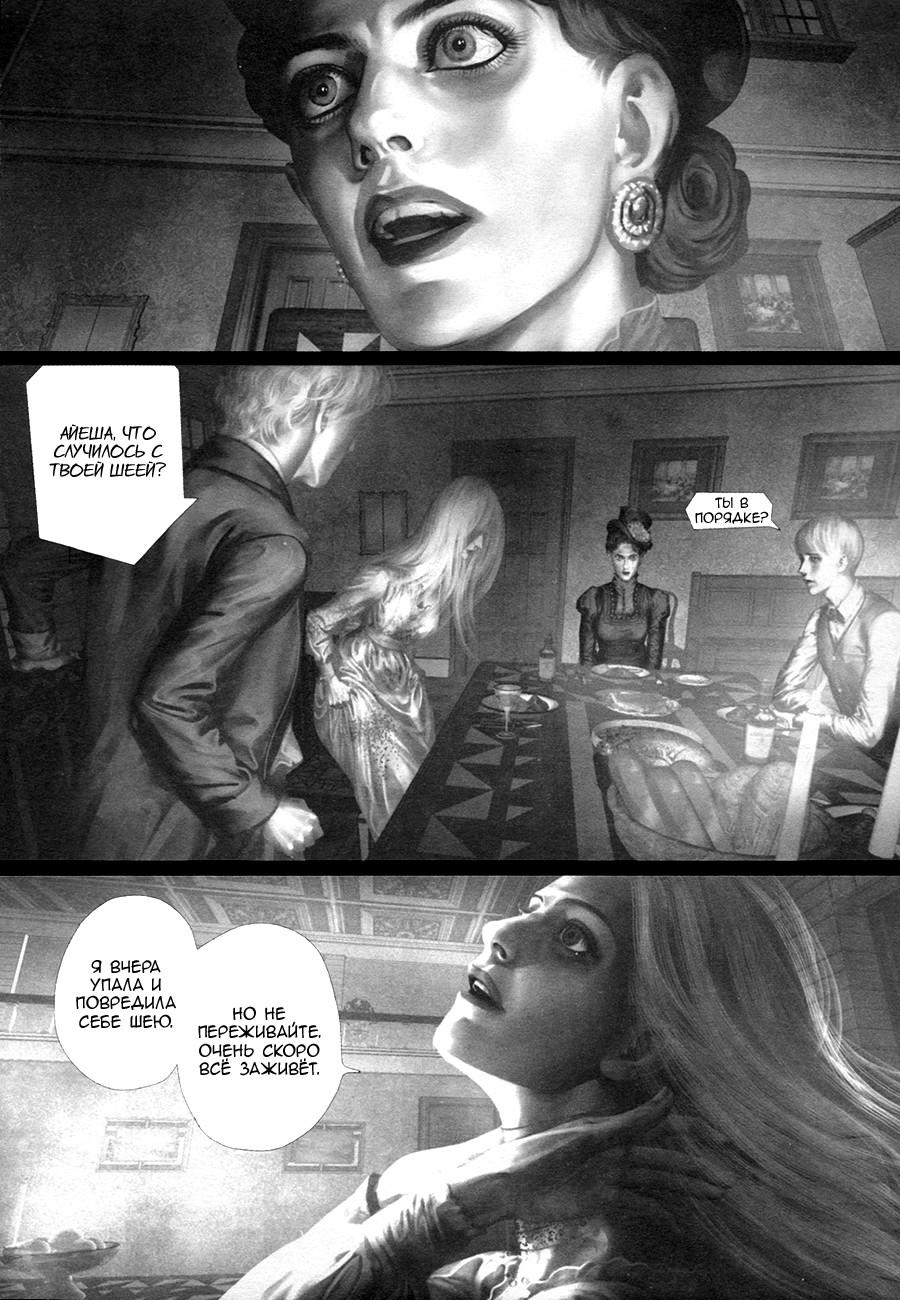 АЙЕША, ЧТО
СЛУЧИЛОСЬ С
ТВОЕЙ ШЕЕЙ?
ТЫ В
ПОРЯДКЕ?
Я ВЧЕРА
УПАЛА И
ПОВРЕДИЛА
СЕБЕ ШЕЮ.
НО НЕ
ПЕРЕЖИВАЙТЕ.
ОЧЕНЬ СКОРО
ВСЁ ЗАЖИВЁТ.